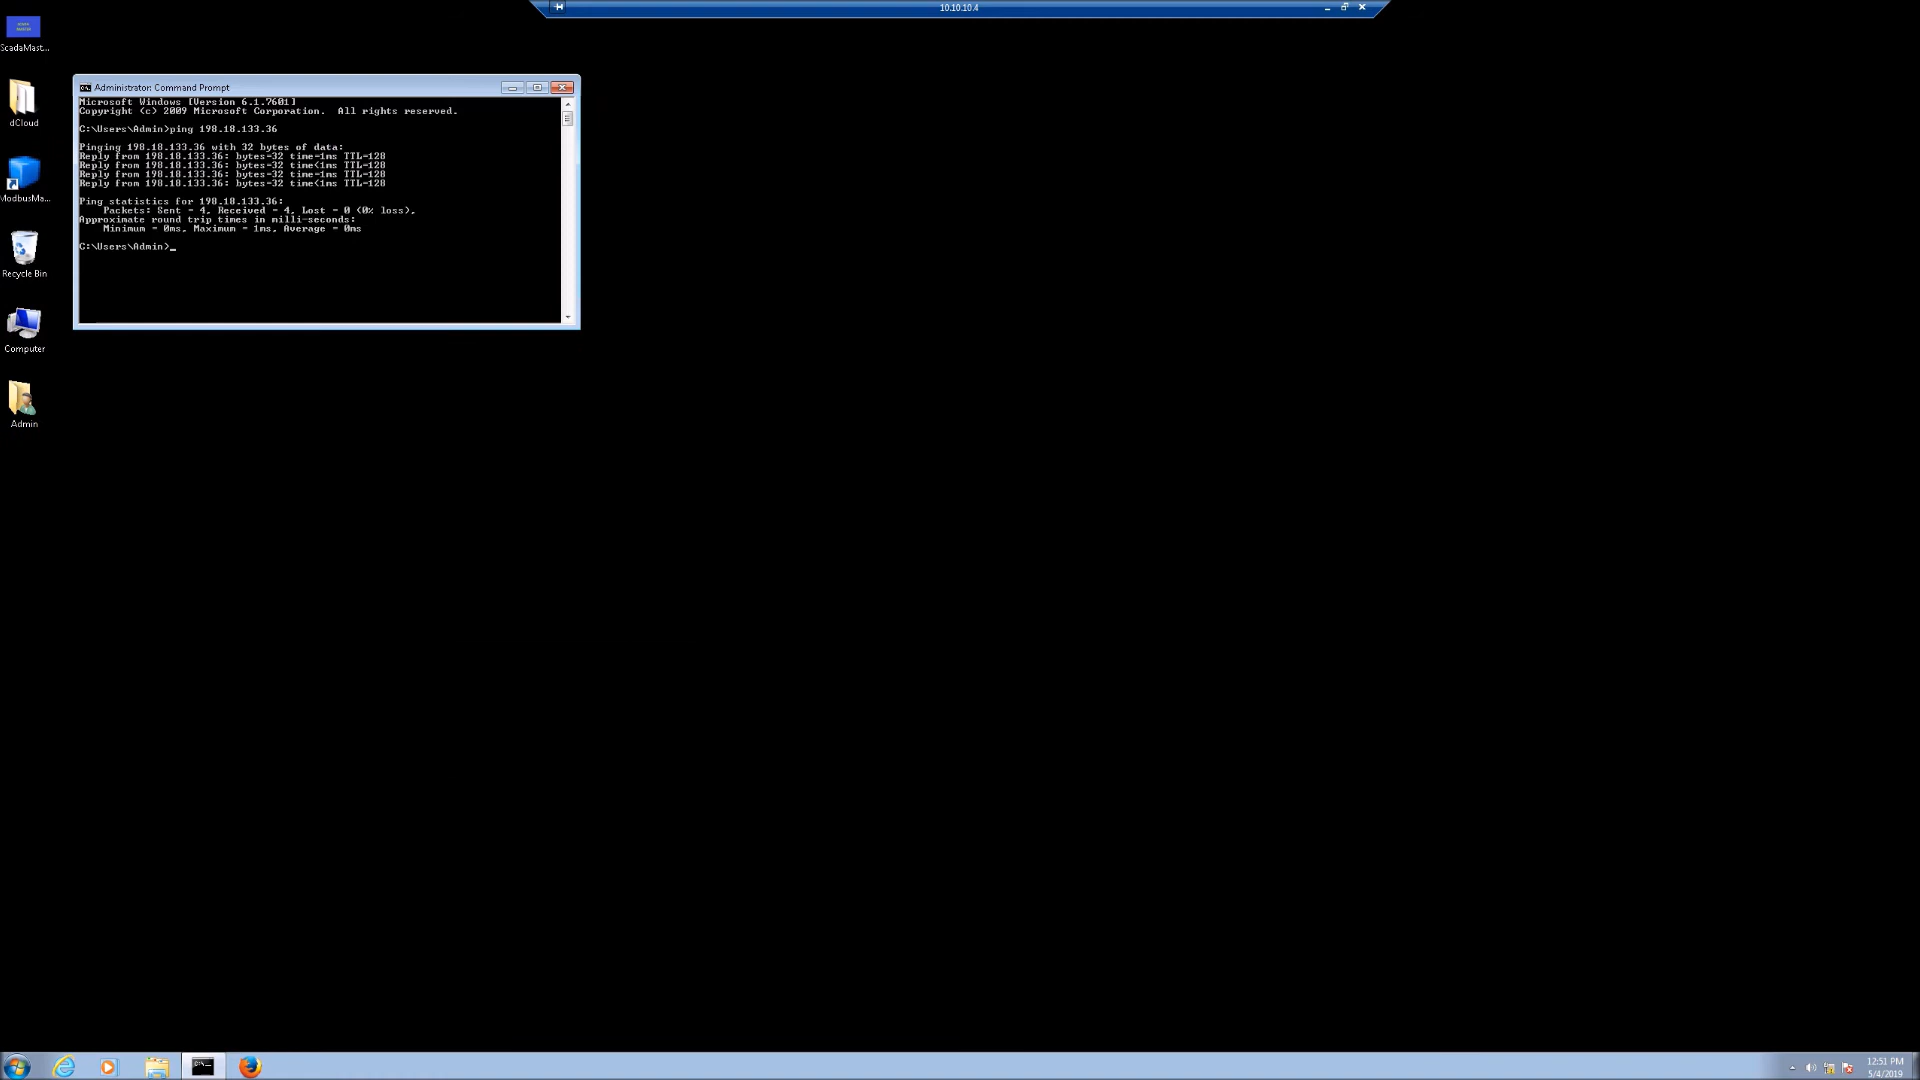 10.10.10.4
ScadaMast...
dCloud
ModbusMa...
Recycle Bin
Computer
Admin
Administrator: Command Prompt
Microsoft Windows [Version 6.1.7601]
Copyright (c) 2009 Microsoft Corporation.  All rights reserved.
C:\Users\Admin>ping 198.18.133.36
Pinging 198.18.133.36 with 32 bytes of data:
Reply from 198.18.133.36: bytes=32 time=1ms TTL=128
Reply from 198.18.133.36: bytes=32 time<1ms TTL=128
Reply from 198.18.133.36: bytes=32 time=1ms TTL=128
Reply from 198.18.133.36: bytes=32 time<1ms TTL=128
Ping statistics for 198.18.133.36:
    Packets: Sent = 4, Received = 4, Lost = 0 (0% loss),
Approximate round trip times in milli-seconds:
    Minimum = 0ms, Maximum = 1ms, Average = 0ms
C:\Users\Admin>_
12:51 PM
5/4/2019